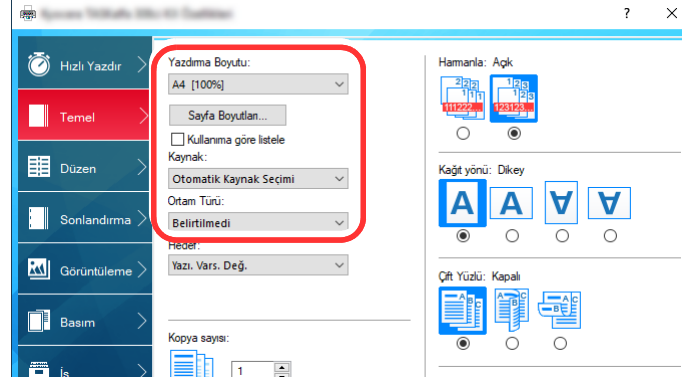 ? ×
Hızlı Yazdır
Temel
Düzen
Sonlandırma
Görüntüleme
Basım
İş
Yazdırma Boyutu:
A4 [100%]
Sayfa Boyutları...
Kullanıma göre listele
Kaynak:
Otomatik Kaynak Seçimi
Ortam Türü:
Belirtilmedi
Hedef:
Yazı. Vars. Değ.
Kopya sayısı:
1
Harmanla: Açık
111222...
123123...
Kağıt yönü: Dikey
A A A A
Çift Yüzlü: Kapalı
A B C
A B C
A B C